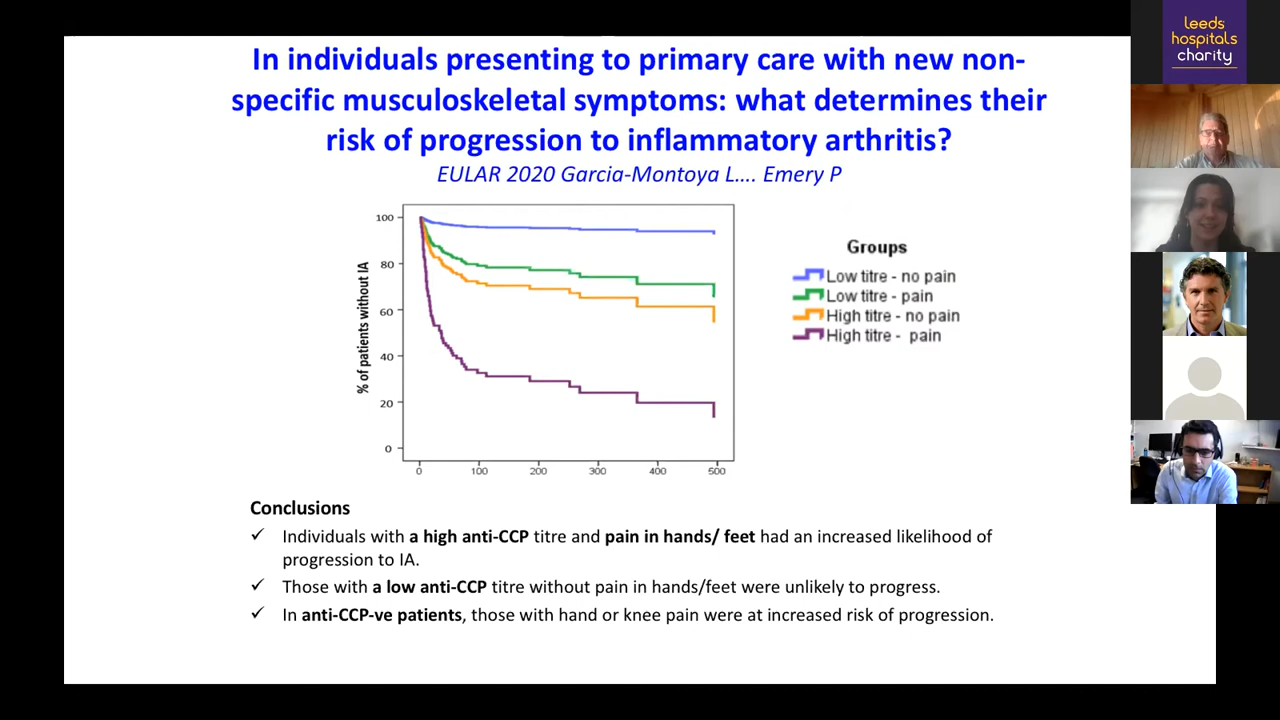 In individuals presenting to primary care with new non-
specific musculoskeletal symptoms: what determines their
risk of progression to inflammatory arthritis?
EULAR 2020 Garcia-Montoya L.... Emery P
% of patients without IA
100
80
60
40
20
0
0 100 200 300 400 500
Groups
Low titre - no pain
Low titre - pain
High titre - no pain
High titre - pain
Conclusions
✓ Individuals with a high anti-CCP titre and pain in hands/ feet had an increased likelihood of
progression to IA.
✓ Those with a low anti-CCP titre without pain in hands/feet were unlikely to progress.
✓ In anti-CCP-ve patients, those with hand or knee pain were at increased risk of progression.
leeds
hospitals
charity